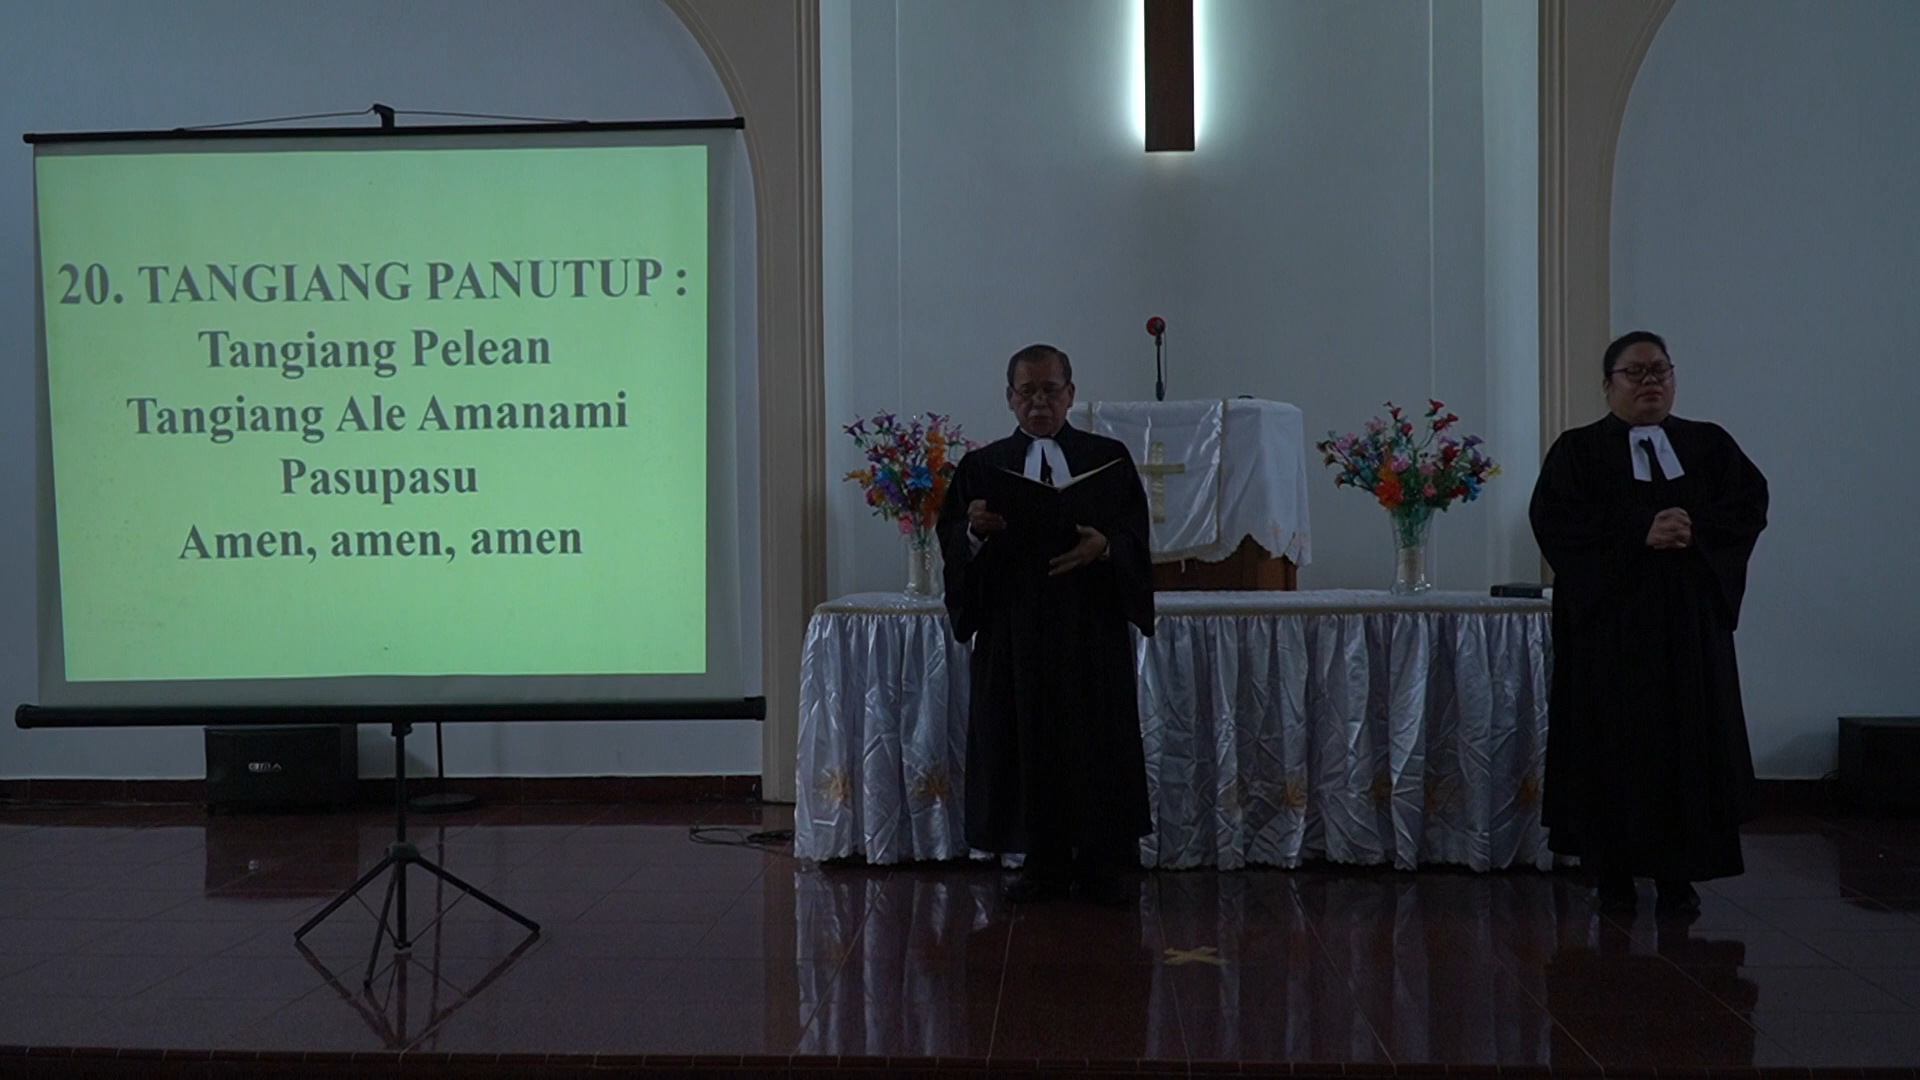 20. TANGIANG PANUTUP :
Tangiang Pelean
Tangiang Ale Amanami
Pasupasu
Amen, amen, amen